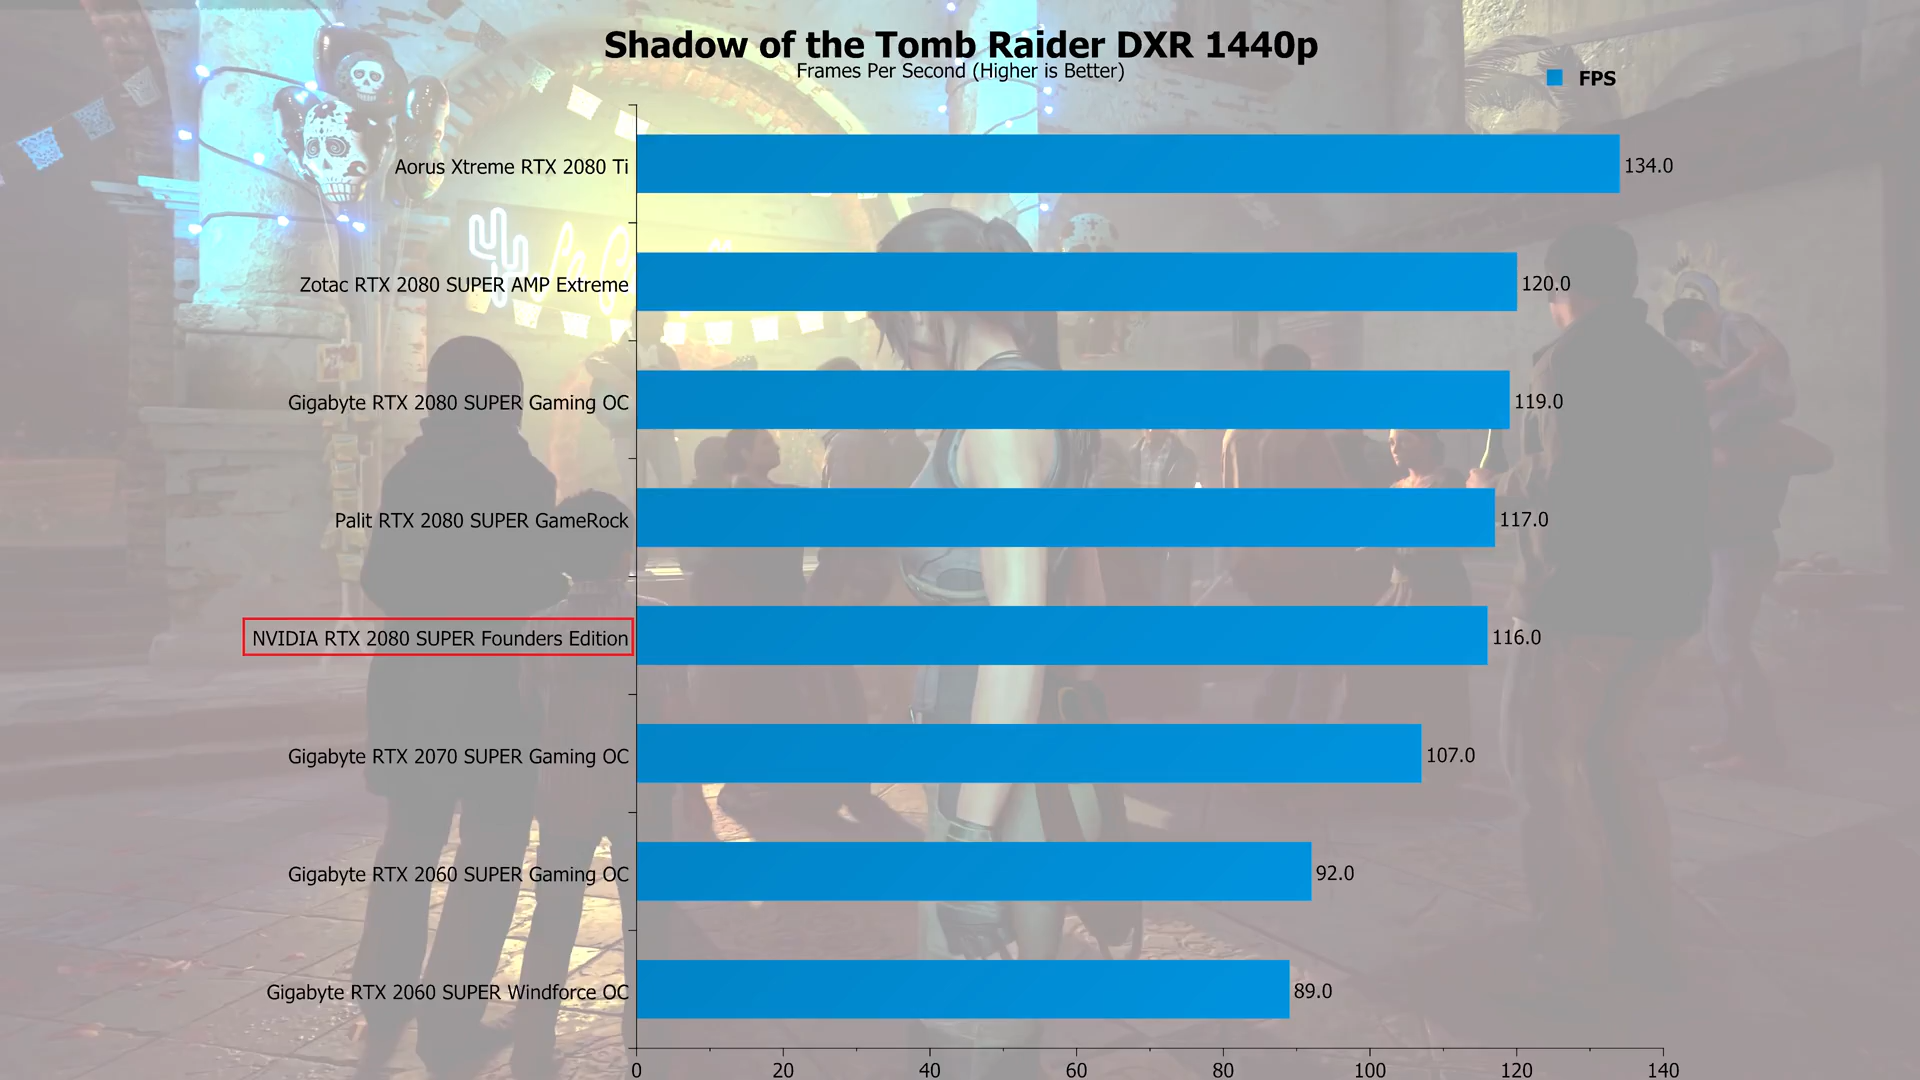 Shadow of the Tomb Raider DXR 1440p
Frames Per Second (Higher is Better)
FPS
Aorus Xtreme RTX 2080 Ti 134.0
Zotac RTX 2080 SUPER AMP Extreme 120.0
Gigabyte RTX 2080 SUPER Gaming OC 119.0
Palit RTX 2080 SUPER GameRock 117.0
NVIDIA RTX 2080 SUPER Founders Edition 116.0
Gigabyte RTX 2070 SUPER Gaming OC 107.0
Gigabyte RTX 2060 SUPER Gaming OC 92.0
Gigabyte RTX 2060 SUPER Windforce OC 89.0
0 20 40 60 80 100 120 140